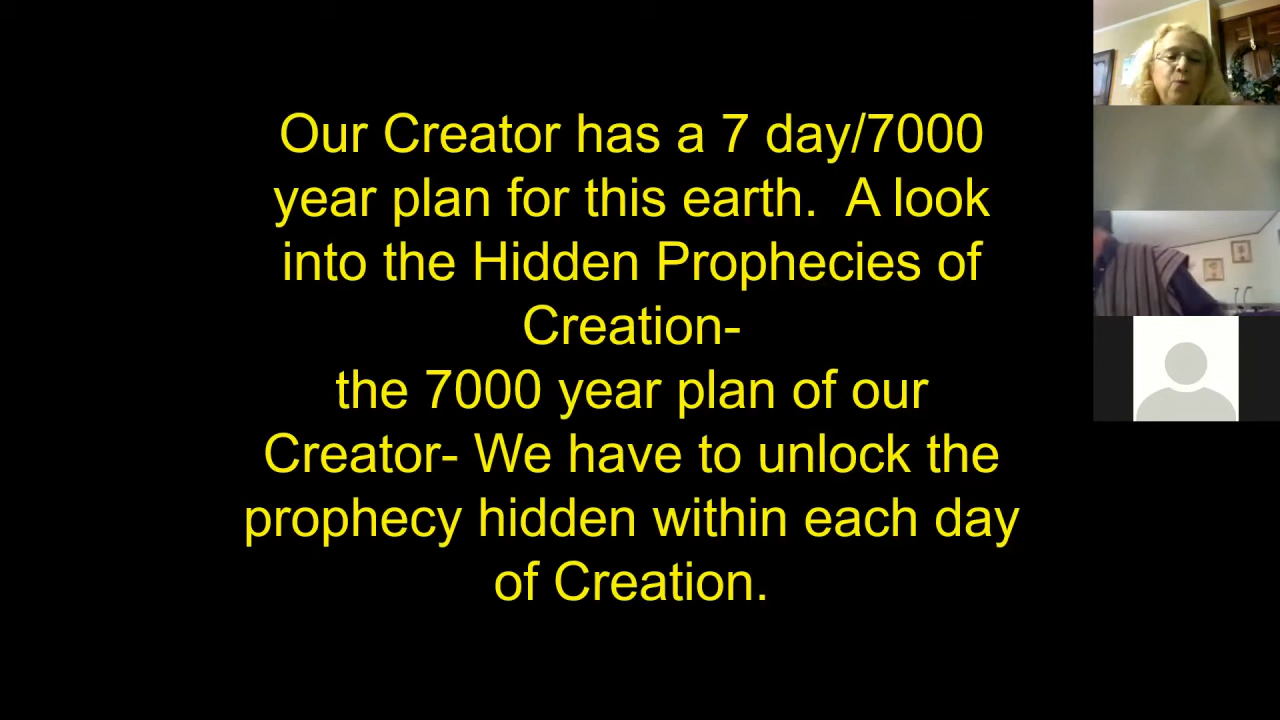 Our Creator has a 7 day/7000
year plan for this earth.  A look
into the Hidden Prophecies of
Creation-
the 7000 year plan of our
Creator- We have to unlock the
prophecy hidden within each day
of Creation.